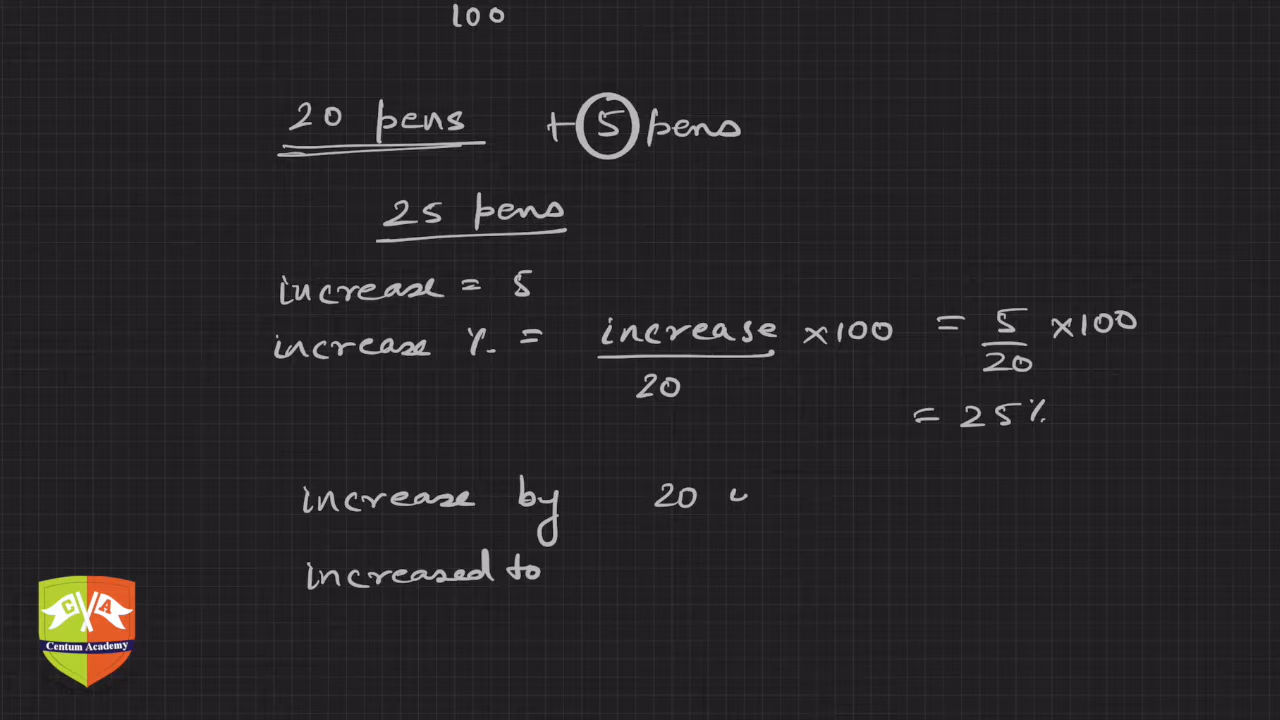 100
20 pens + 5 pens
25 pens
increase = 5
increase % = increase/20 ×100 = 5/20 ×100
= 25%
increase by 20
increased to
C A
Centum Academy